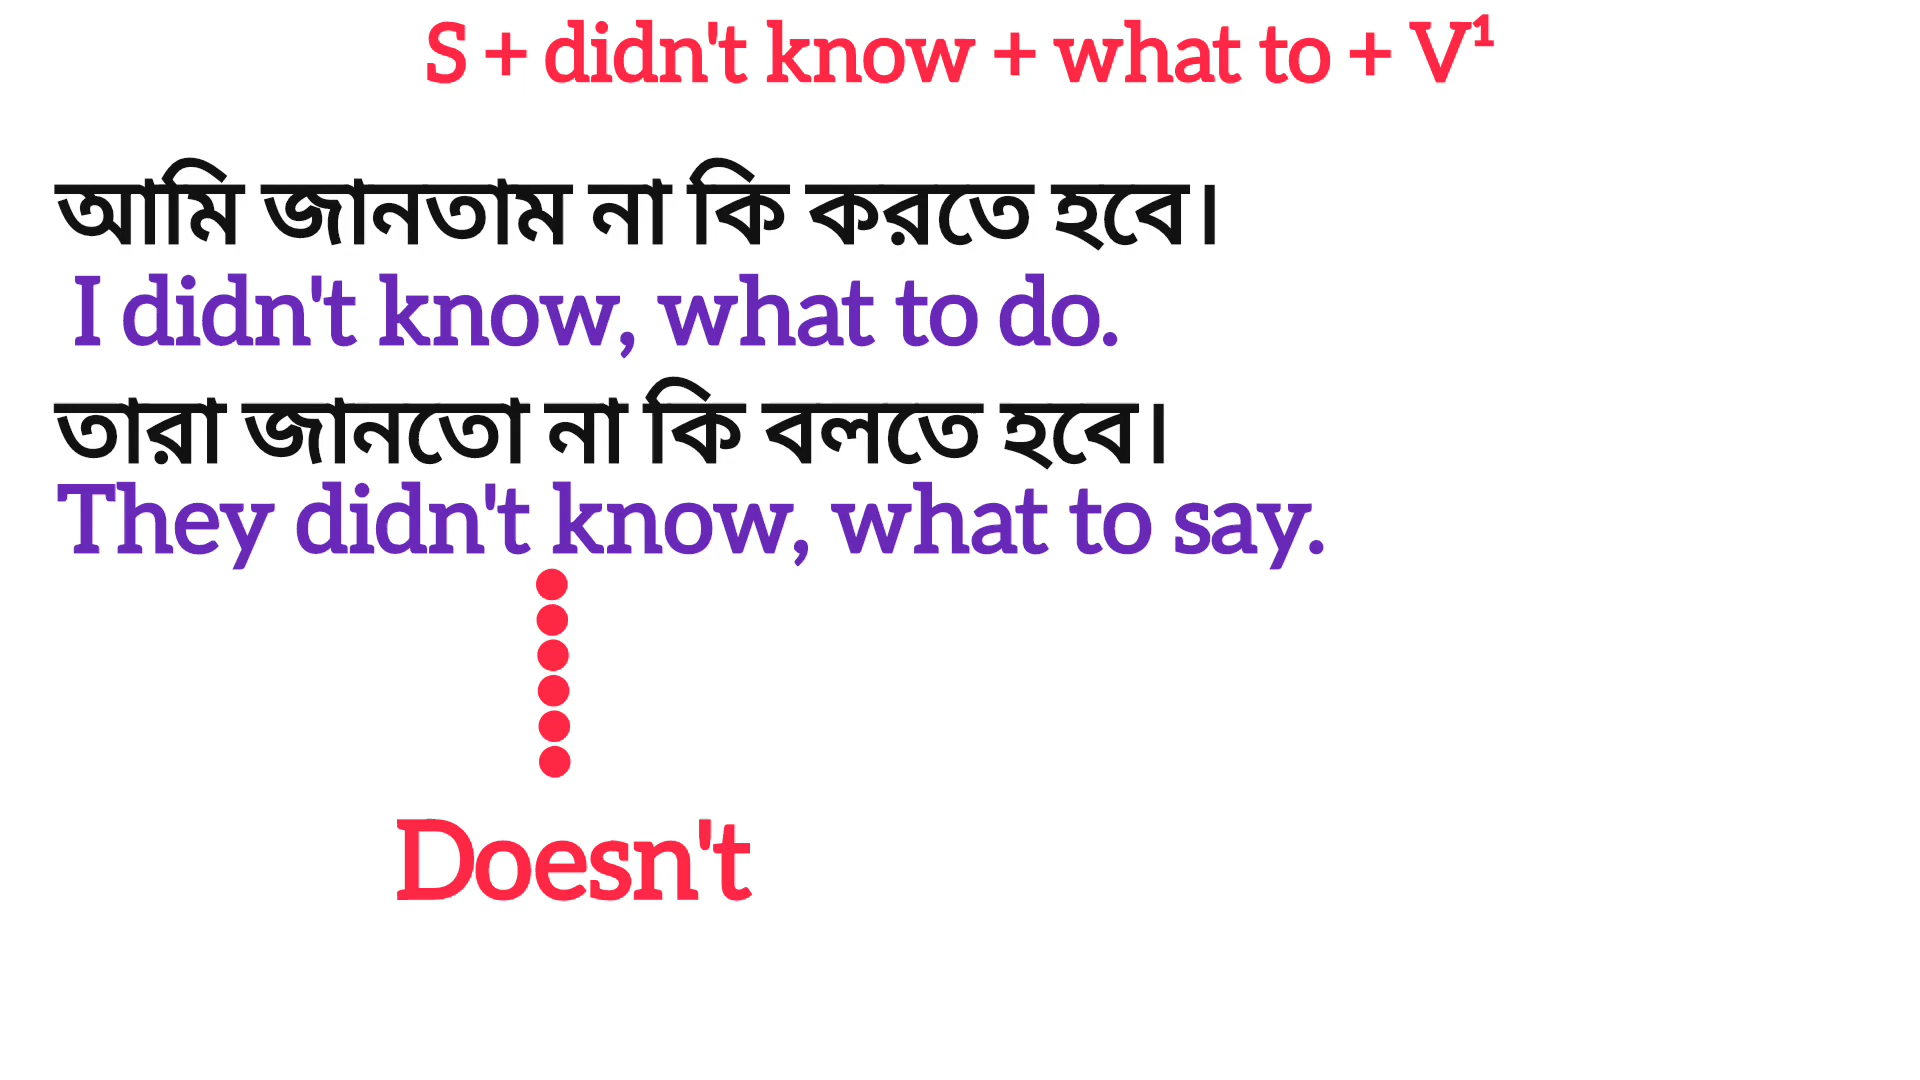 S + didn't know + what to + V¹
আমি জানতাম না কি করতে হবে।
I didn't know, what to do.
তারা জানতো না কি বলতে হবে।
They didn't know, what to say.
Doesn't